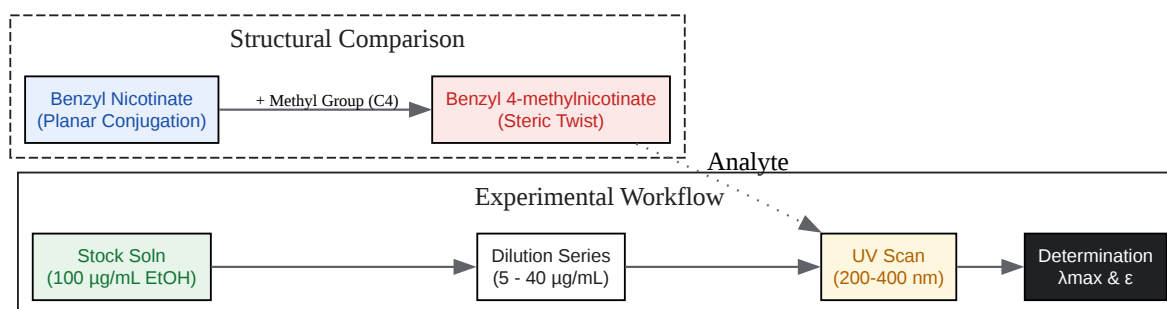 Structural Comparison
Benzyl Nicotinate
(Planar Conjugation)
+ Methyl Group (C4)
Benzyl 4-methylnicotinate
(Steric Twist)
Analyte
Experimental Workflow
Stock Soln
(100 µg/mL EtOH)
Dilution Series
(5 - 40 µg/mL)
UV Scan
(200-400 nm)
Determination
λmax & ε